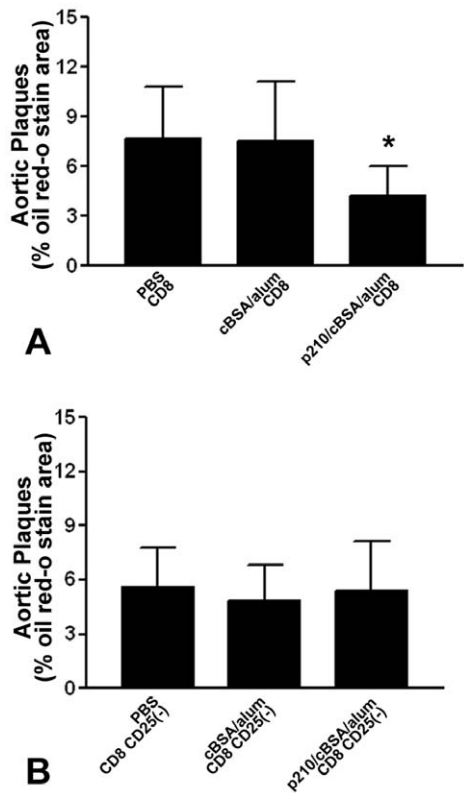 Aortic Plaques
(% oil red-o stain area)
15
12
9
6
3
0
*
PBS
CD8
cBSA/alum
CD8
p210/cBSA/alum
CD8
A
Aortic Plaques
(% oil red-o stain area)
15
12
9
6
3
0
PBS
CD8 CD25(-)
cBSA/alum
CD8 CD25(-)
p210/cBSA/alum
CD8 CD25(-)
B